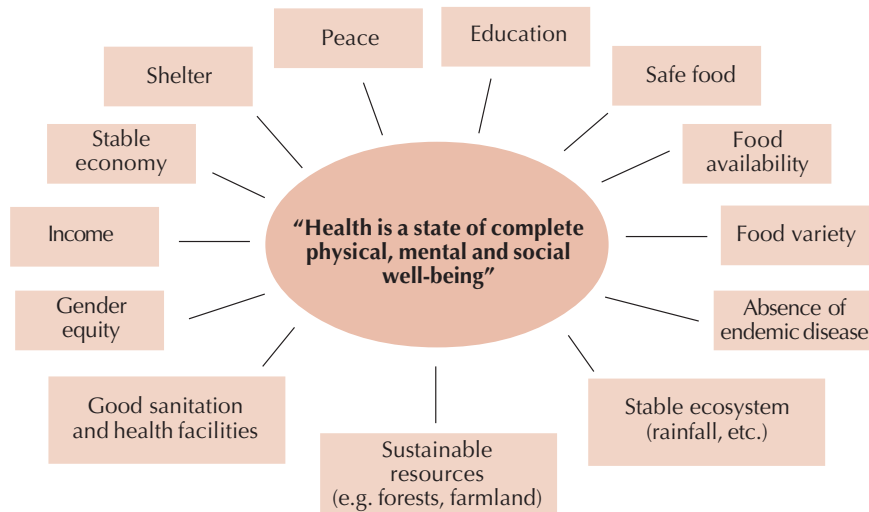 Peace
Education
Shelter
Safe food
Stable
economy
Food
availability
Income
"Health is a state of complete
physical, mental and social
well-being"
Food variety
Gender
equity
Absence of
endemic disease
Good sanitation
and health facilities
Stable ecosystem
(rainfall, etc.)
Sustainable
resources
(e.g. forests, farmland)